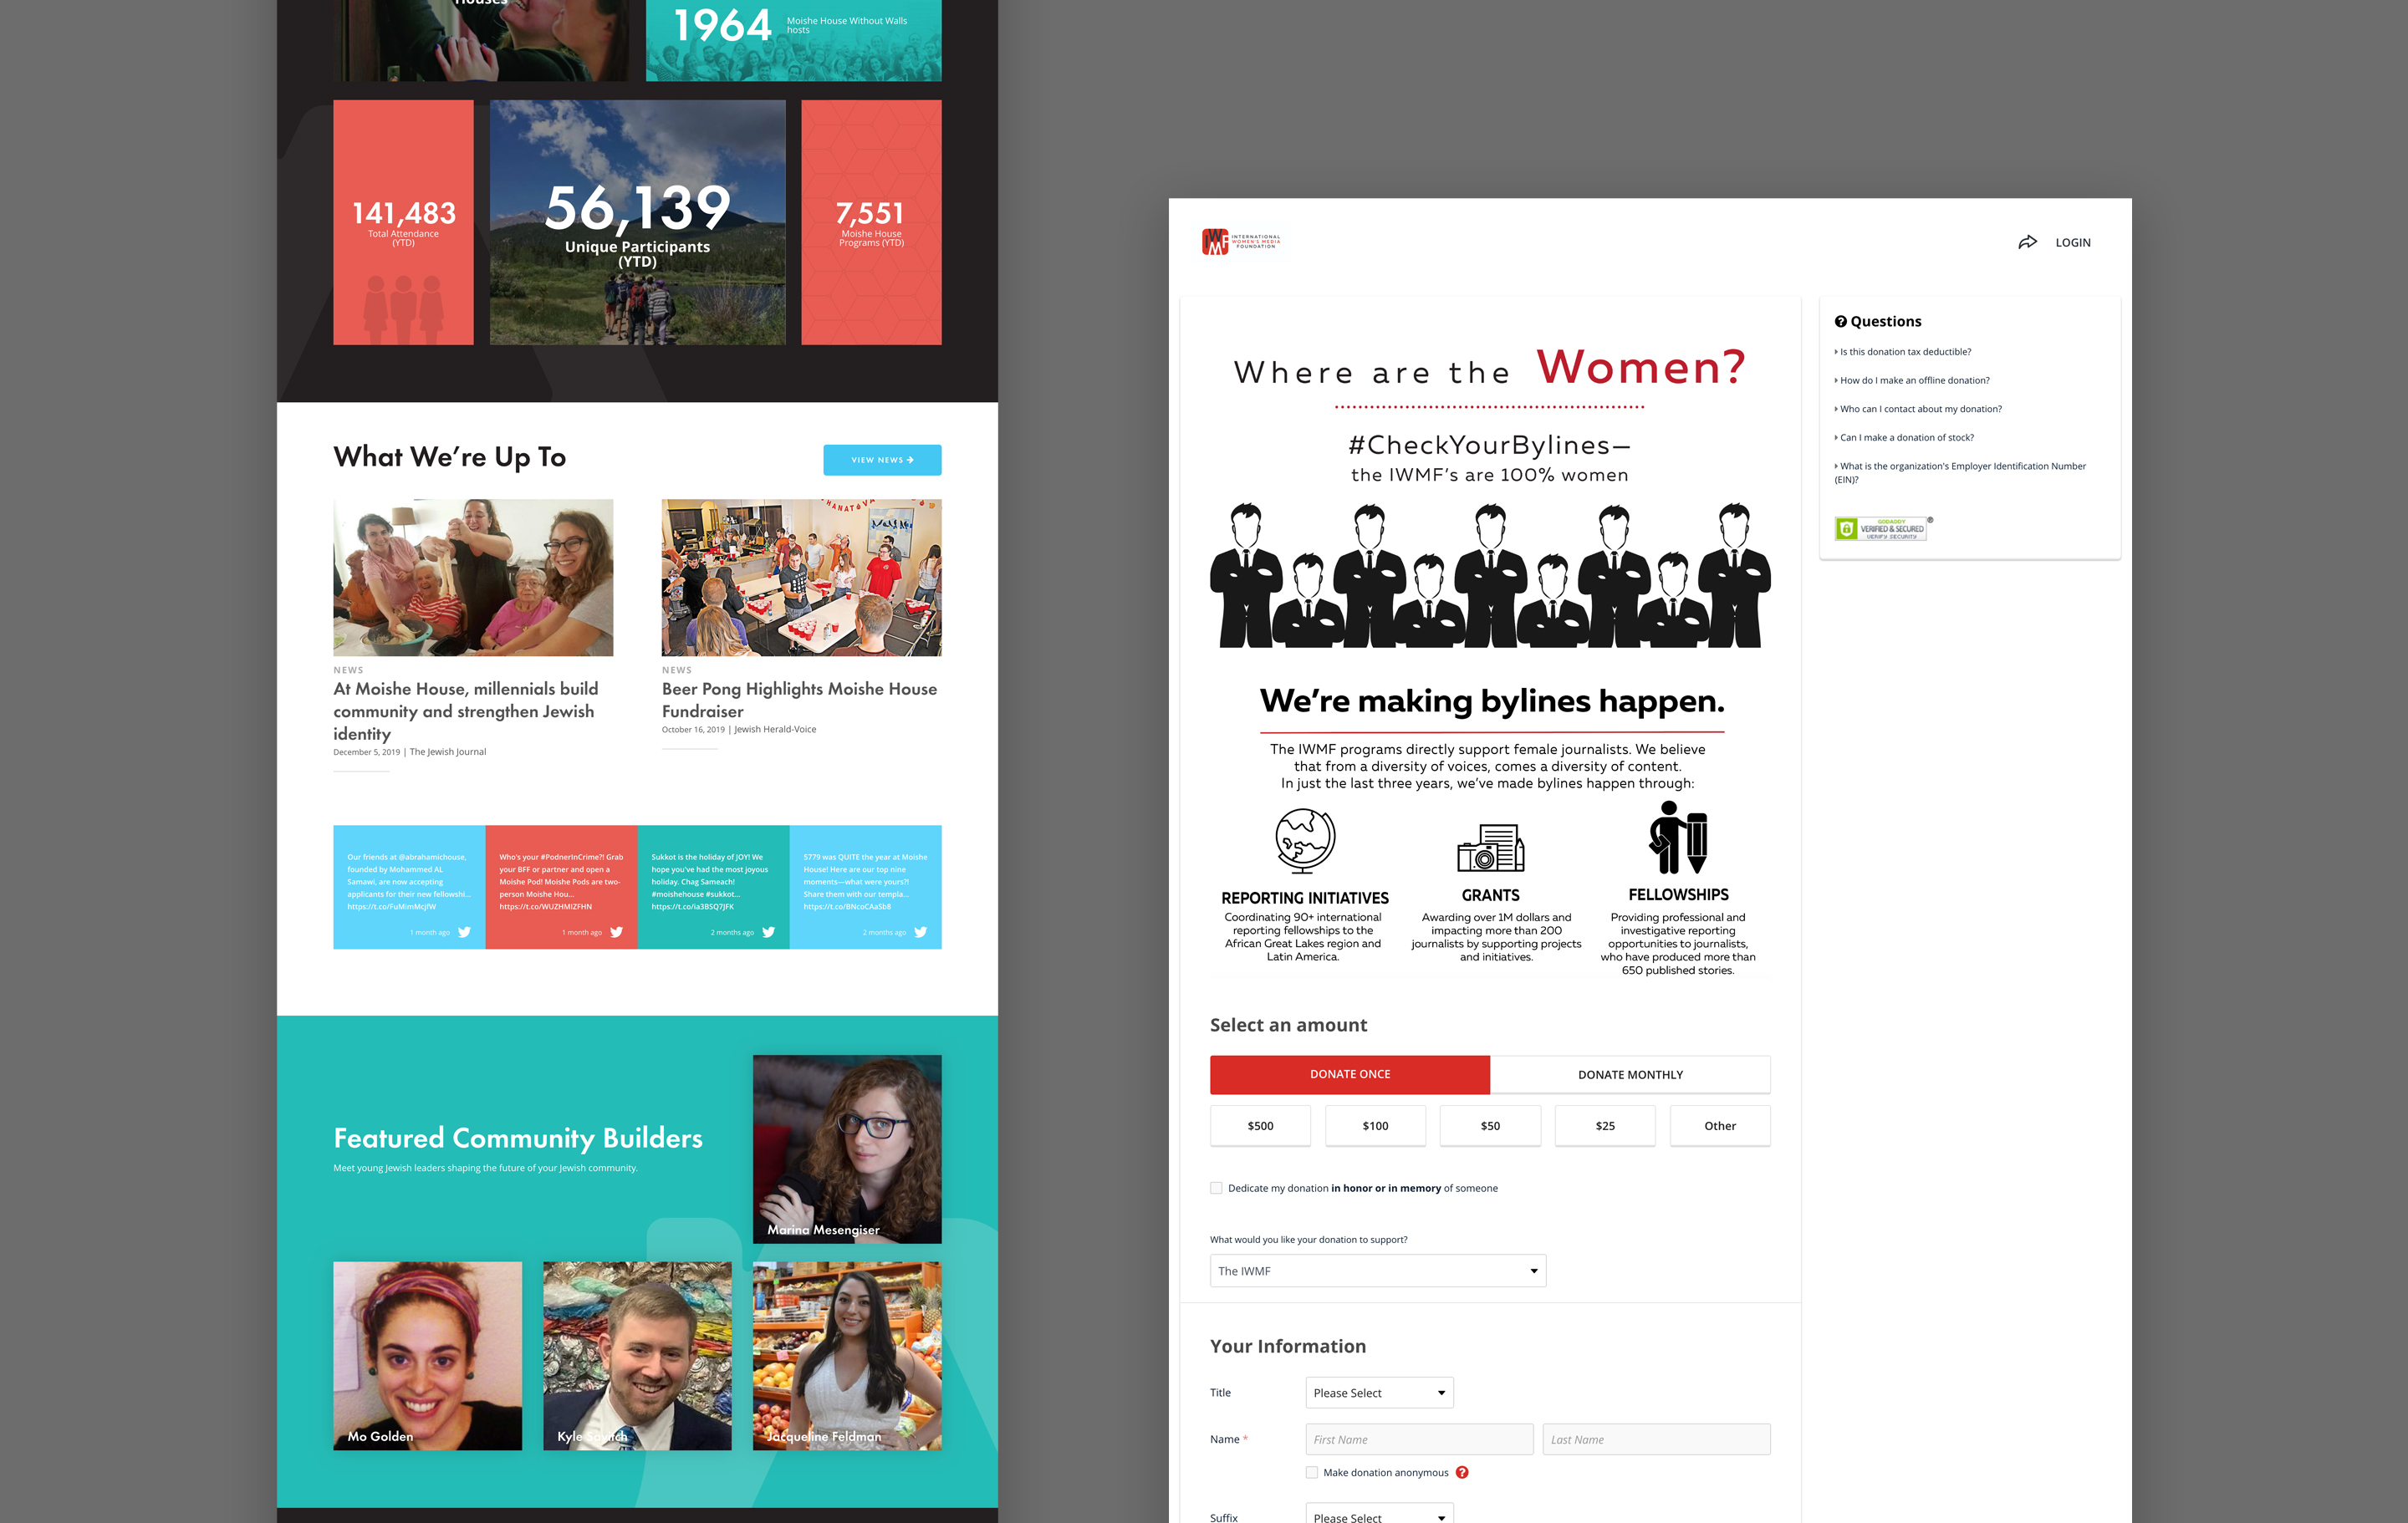 Houses
1964
Moishe House Without Walls
hosts
141,483
Total Attendance
(YTD)
56,139
Unique Participants
(YTD)
7,551
Moishe House
Programs (YTD)
What We're Up To
VIEW NEWS
NEWS
At Moishe House, millennials build
community and strengthen Jewish
identity
December 5, 2019 | The Jewish Journal
NEWS
Beer Pong Highlights Moishe House
Fundraiser
October 16, 2019 | Jewish Herald-Voice
Our friends at @abrahamichouse,
founded by Mohammed AL
Samawi, are now accepting
applicants for their new fellowshi...
https://t.co/FuMimMcjfW
1 month ago
Who's your #PodnerInCrime?! Grab
your BFF or partner and open a
Moishe Pod! Moishe Pods are two-
person Moishe Hou...
https://t.co/WUZHMIZFHN
1 month ago
Sukkot is the holiday of JOY! We
hope you've had the most joyous
holiday. Chag Sameach!
#moishehouse #sukkot...
https://t.co/ia3BSQ7JFK
2 months ago
5779 was QUITE the year at Moishe
House! Here are our top nine
moments—what were yours?!
Share them with our templa...
https://t.co/BNcoCAaSb8
2 months ago
Featured Community Builders
Meet young Jewish leaders shaping the future of your Jewish community.
Marina Mesengiser
Mo Golden
Kyle
Jacqueline Feldman
IWMF
INTERNATIONAL
WOMEN'S MEDIA
FOUNDATION
LOGIN
Where are the Women?
#CheckYourBylines—
the IWMF's are 100% women
We're making bylines happen.
The IWMF programs directly support female journalists. We believe
that from a diversity of voices, comes a diversity of content.
In just the last three years, we've made bylines happen through:
REPORTING INITIATIVES
Coordinating 90+ international
reporting fellowships to the
African Great Lakes region and
Latin America.
GRANTS
Awarding over 1M dollars and
impacting more than 200
journalists by supporting projects
and initiatives.
FELLOWSHIPS
Providing professional and
investigative reporting
opportunities to journalists,
who have produced more than
650 published stories.
Select an amount
DONATE ONCE
DONATE MONTHLY
$500
$100
$50
$25
Other
Dedicate my donation in honor or in memory of someone
What would you like your donation to support?
The IWMF
Your Information
Title
Please Select
Name *
First Name
Last Name
Make donation anonymous
Suffix
Please Select
Questions
Is this donation tax deductible?
How do I make an offline donation?
Who can I contact about my donation?
Can I make a donation of stock?
What is the organization's Employer Identification Number
(EIN)?
GODADDY
VERIFIED & SECURED
VERIFY SECURITY